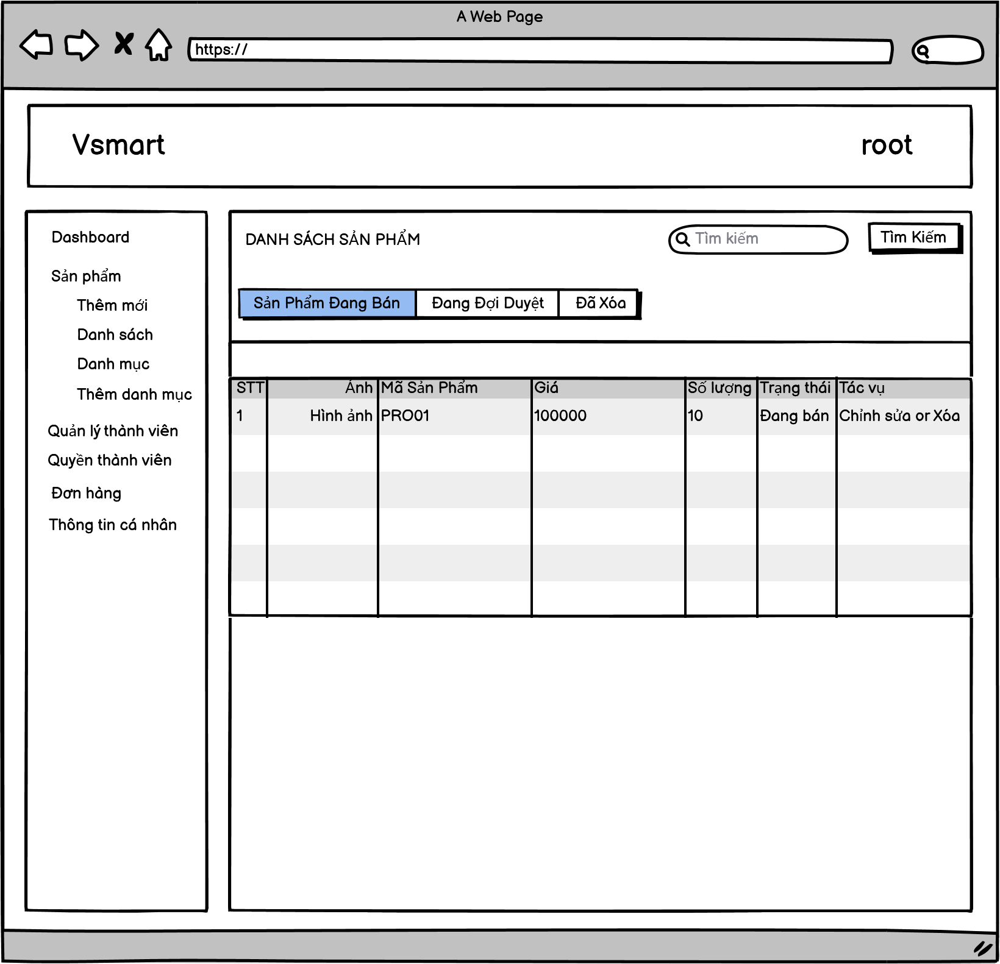 A Web Page
https://
Vsmart
root
Dashboard
Sản phẩm
Thêm mới
Danh sách
Danh mục
Thêm danh mục
Quản lý thành viên
Quyền thành viên
Đơn hàng
Thông tin cá nhân
DANH SÁCH SẢN PHẨM
Tìm kiếm
Tìm Kiếm
Sản Phẩm Đang Bán
Đang Đợi Duyệt
Đã Xóa
STT Ảnh Mã Sản Phẩm Giá Số lượng Trạng thái Tác vụ
1 Hình ảnh PRO01 100000 10 Đang bán Chỉnh sửa or Xóa